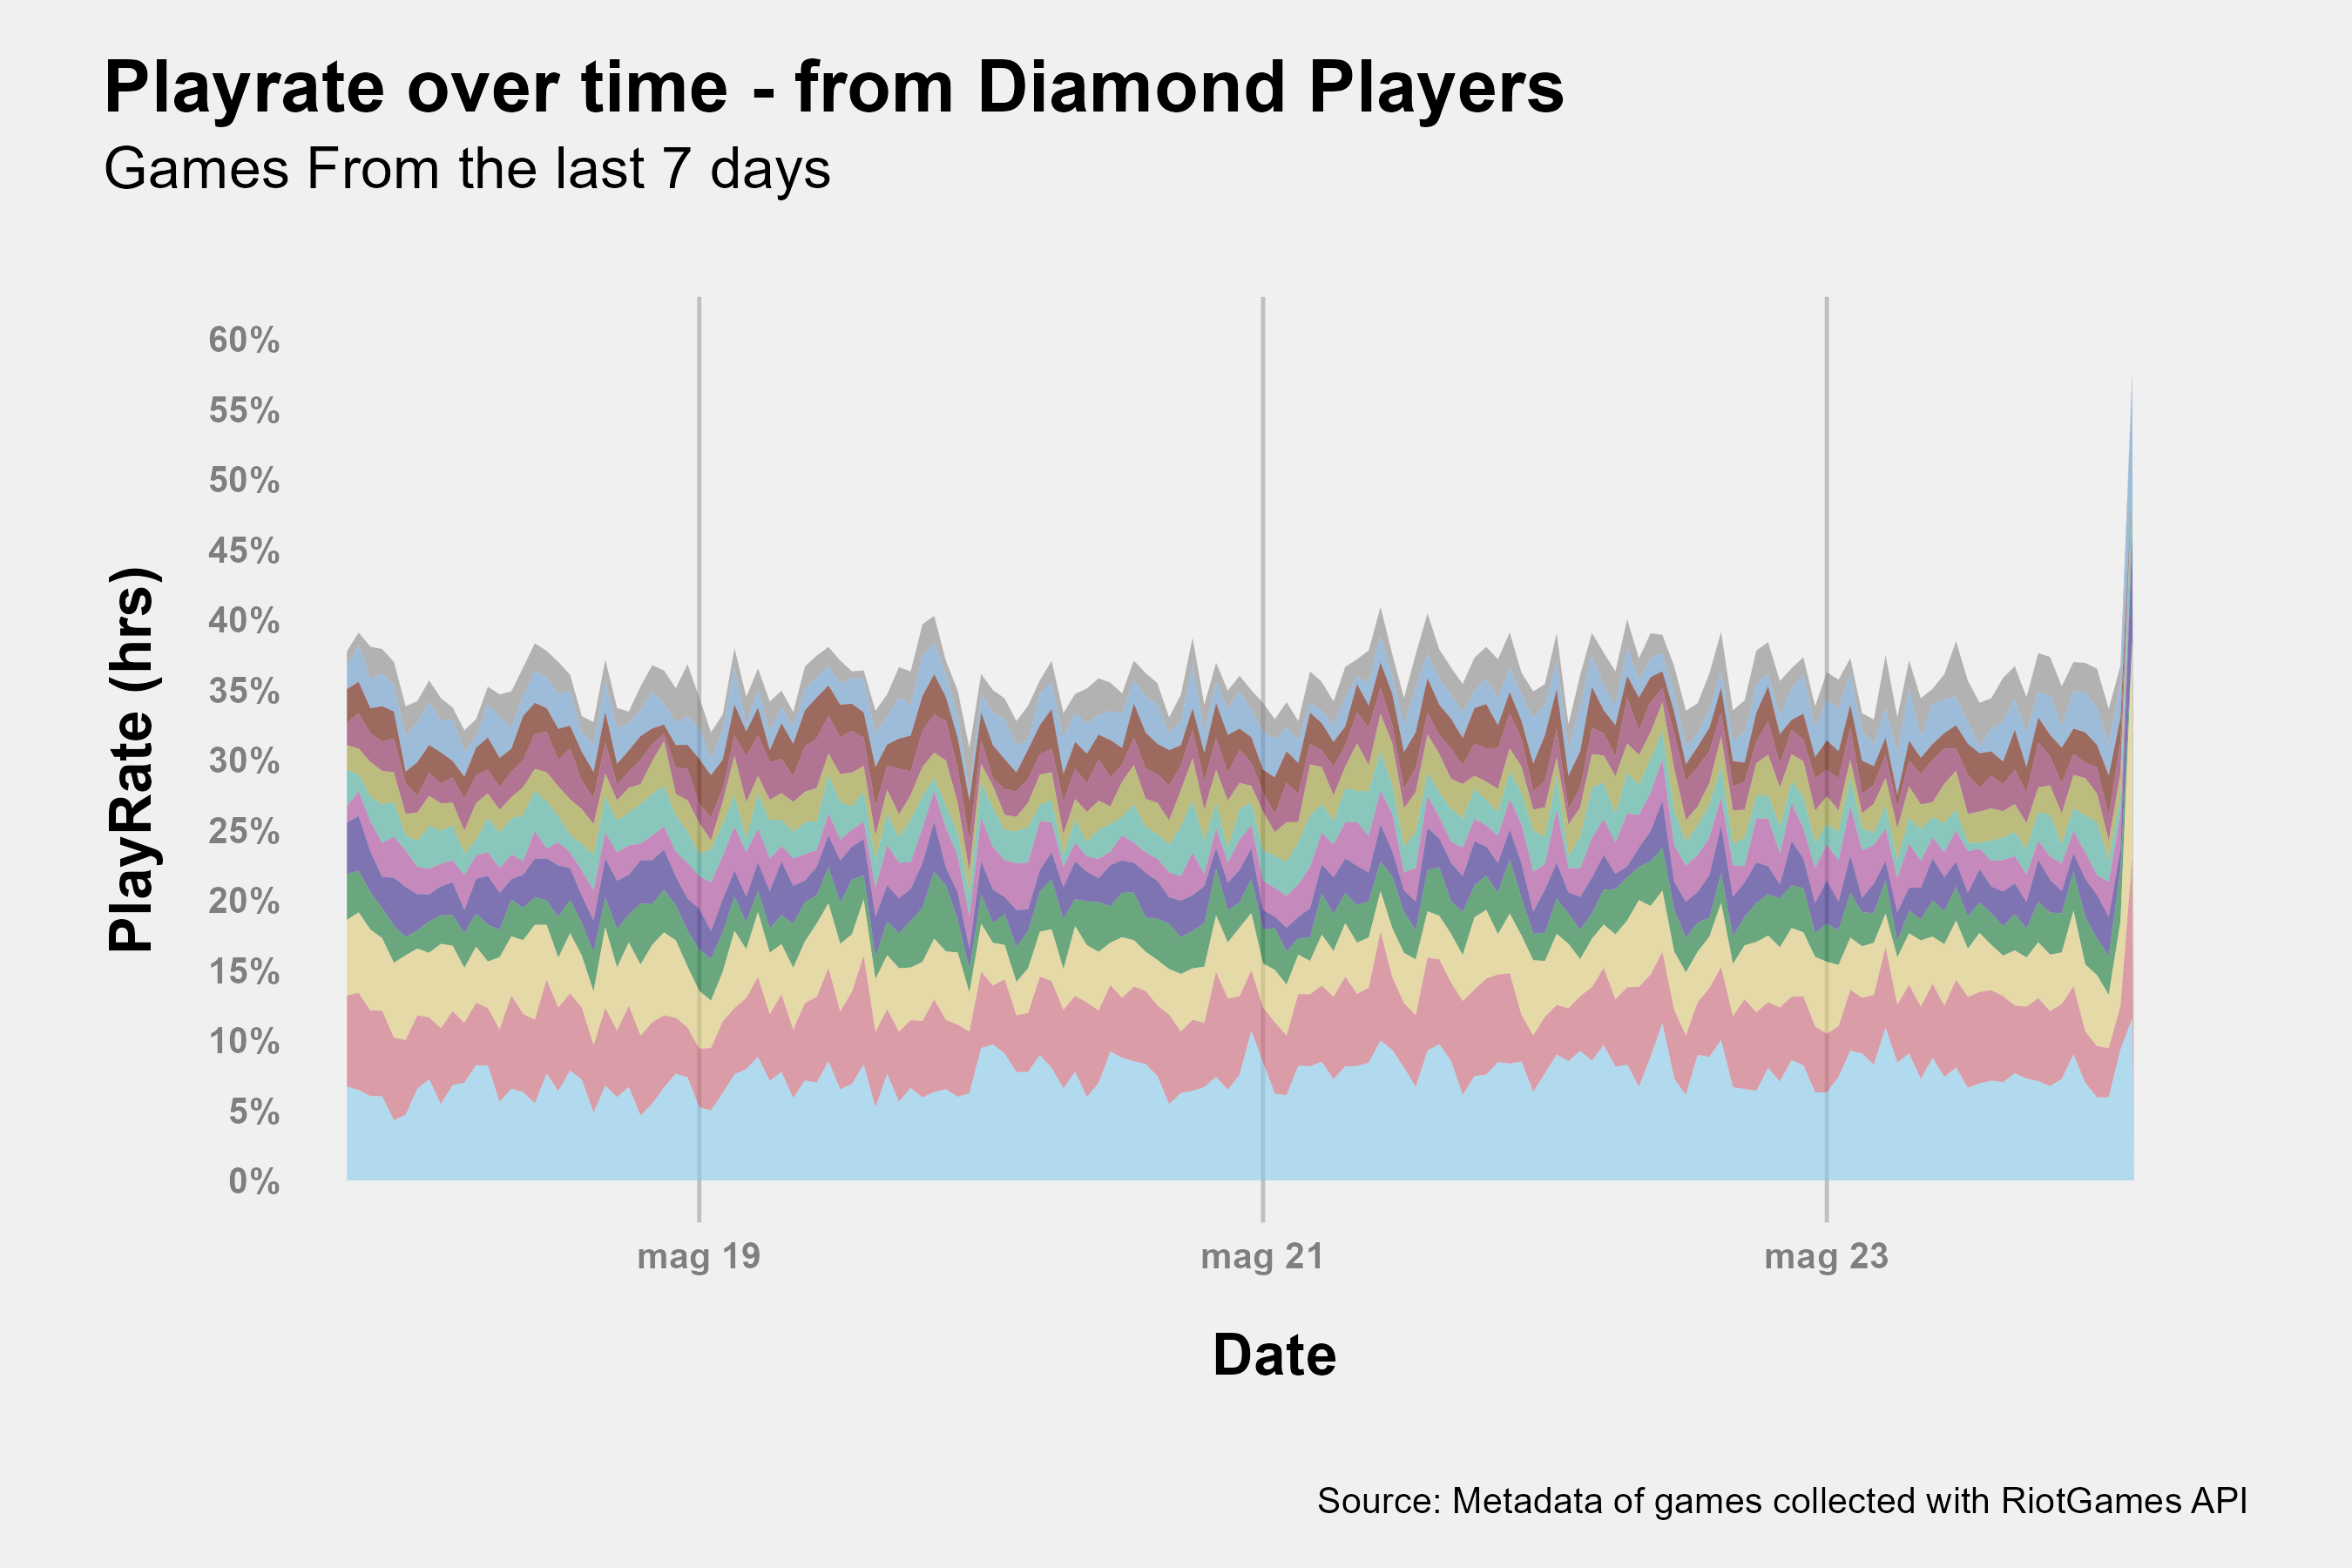 Playrate over time - from Diamond Players
Games From the last 7 days
PlayRate (hrs)
60%
55%
50%
45%
40%
35%
30%
25%
20%
15%
10%
5%
0%
mag 19
mag 21
mag 23
Date
Source: Metadata of games collected with RiotGames API